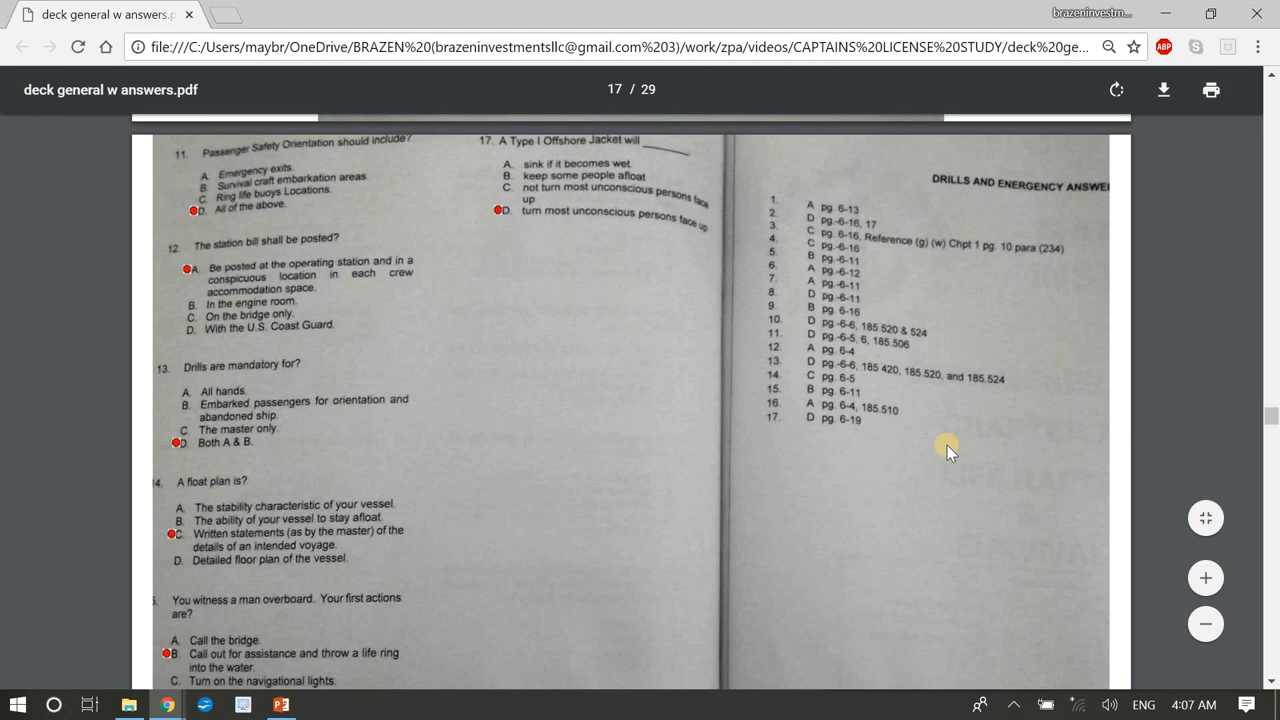 deck general w answers.p
brazeninvestm...
file:///C:/Users/maybr/OneDrive/BRAZEN%20(brazeninvestmentsllc@gmail.com%203)/work/zpa/videos/CAPTAINS%20LICENSE%20STUDY/deck%20ge...
ABP
deck general w answers.pdf
17 / 29
11. Passenger Safety Orientation should include?
A. Emergency exits.
B. Survival craft embarkation areas.
C. Ring life buoys Locations.
D. All of the above.
12 The station bill shall be posted?
A. Be posted at the operating station and in a
conspicuous location in each crew
accommodation space.
B. In the engine room.
C. On the bridge only.
D. With the U.S. Coast Guard.
13. Drills are mandatory for?
A. All hands.
B. Embarked passengers for orientation and
abandoned ship.
C. The master only.
D. Both A & B.
4. A float plan is?
A. The stability characteristic of your vessel.
B. The ability of your vessel to stay afloat.
C. Written statements (as by the master) of the
details of an intended voyage.
D. Detailed floor plan of the vessel.
5. You witness a man overboard. Your first actions
are?
A. Call the bridge.
B. Call out for assistance and throw a life ring
into the water.
C. Turn on the navigational lights.
17. A Type I Offshore Jacket will ______
A. sink if it becomes wet.
B. keep some people afloat
C. not turn most unconscious persons face
up
D. turn most unconscious persons face up
DRILLS AND ENERGENCY ANSWE
1. A pg. 6-13
2. D pg.-6-16, 17
3. C pg. 6-16, Reference (g) (w) Chpt 1 pg. 10 para (234)
4. C pg.-6-16
5. B pg.-6-11
6. A pg.-6-12
7. A pg.-6-11
8. D pg.-6-11
9. B pg. 6-16
10. D pg.-6-6, 185.520 & 524
11. D pg.-6-5, 6, 185.506
12. A pg. 6-4
13. D pg.-6-6, 185 420, 185.520, and 185.524
14. C pg. 6-5
15. B pg. 6-11
16. A pg. 6-4, 185.510
17. D pg. 6-19
ENG
4:07 AM